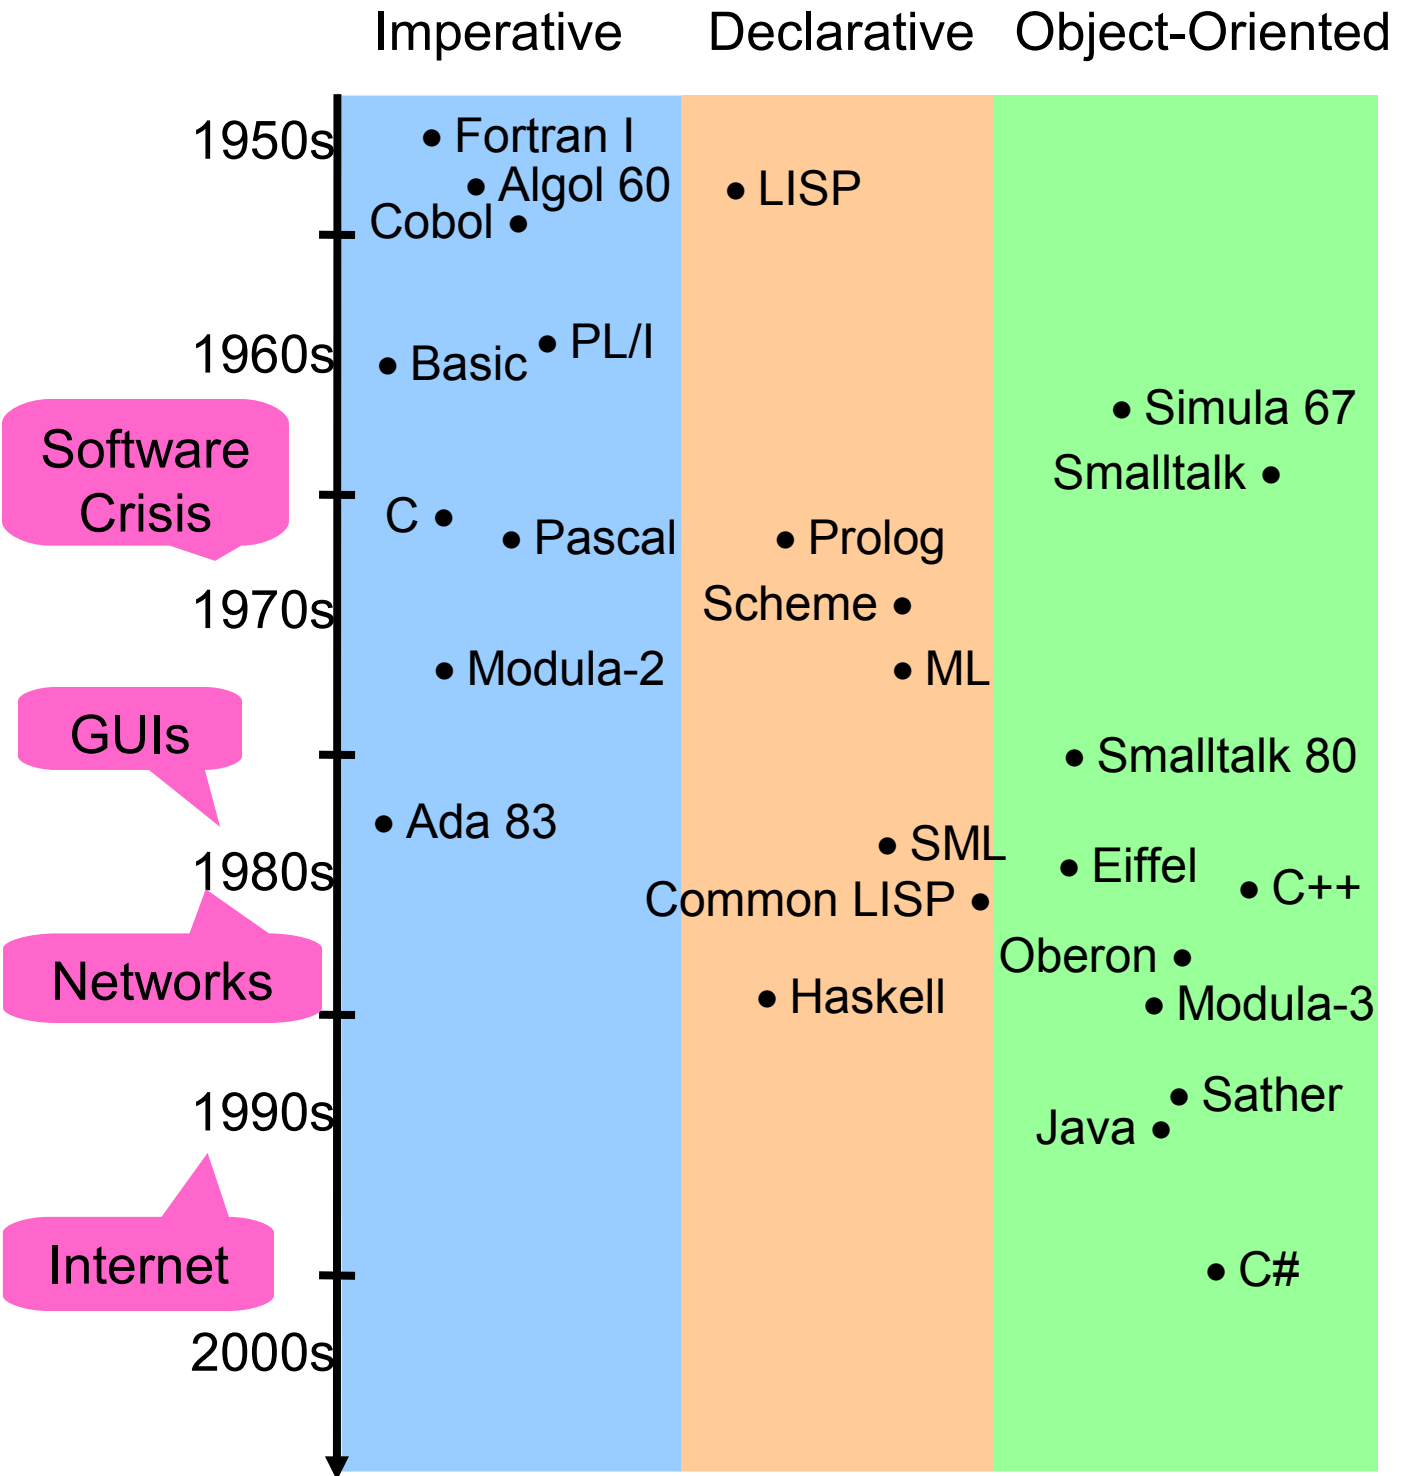 Imperative Declarative Object-Oriented
1950s
Fortran I
Algol 60
LISP
Cobol
1960s
PL/I
Basic
Simula 67
Software
Crisis
Smalltalk
C
Pascal
Prolog
1970s
Scheme
Modula-2
ML
GUIs
Smalltalk 80
Ada 83
SML
1980s
Eiffel
C++
Common LISP
Oberon
Networks
Haskell
Modula-3
1990s
Sather
Java
Internet
C#
2000s